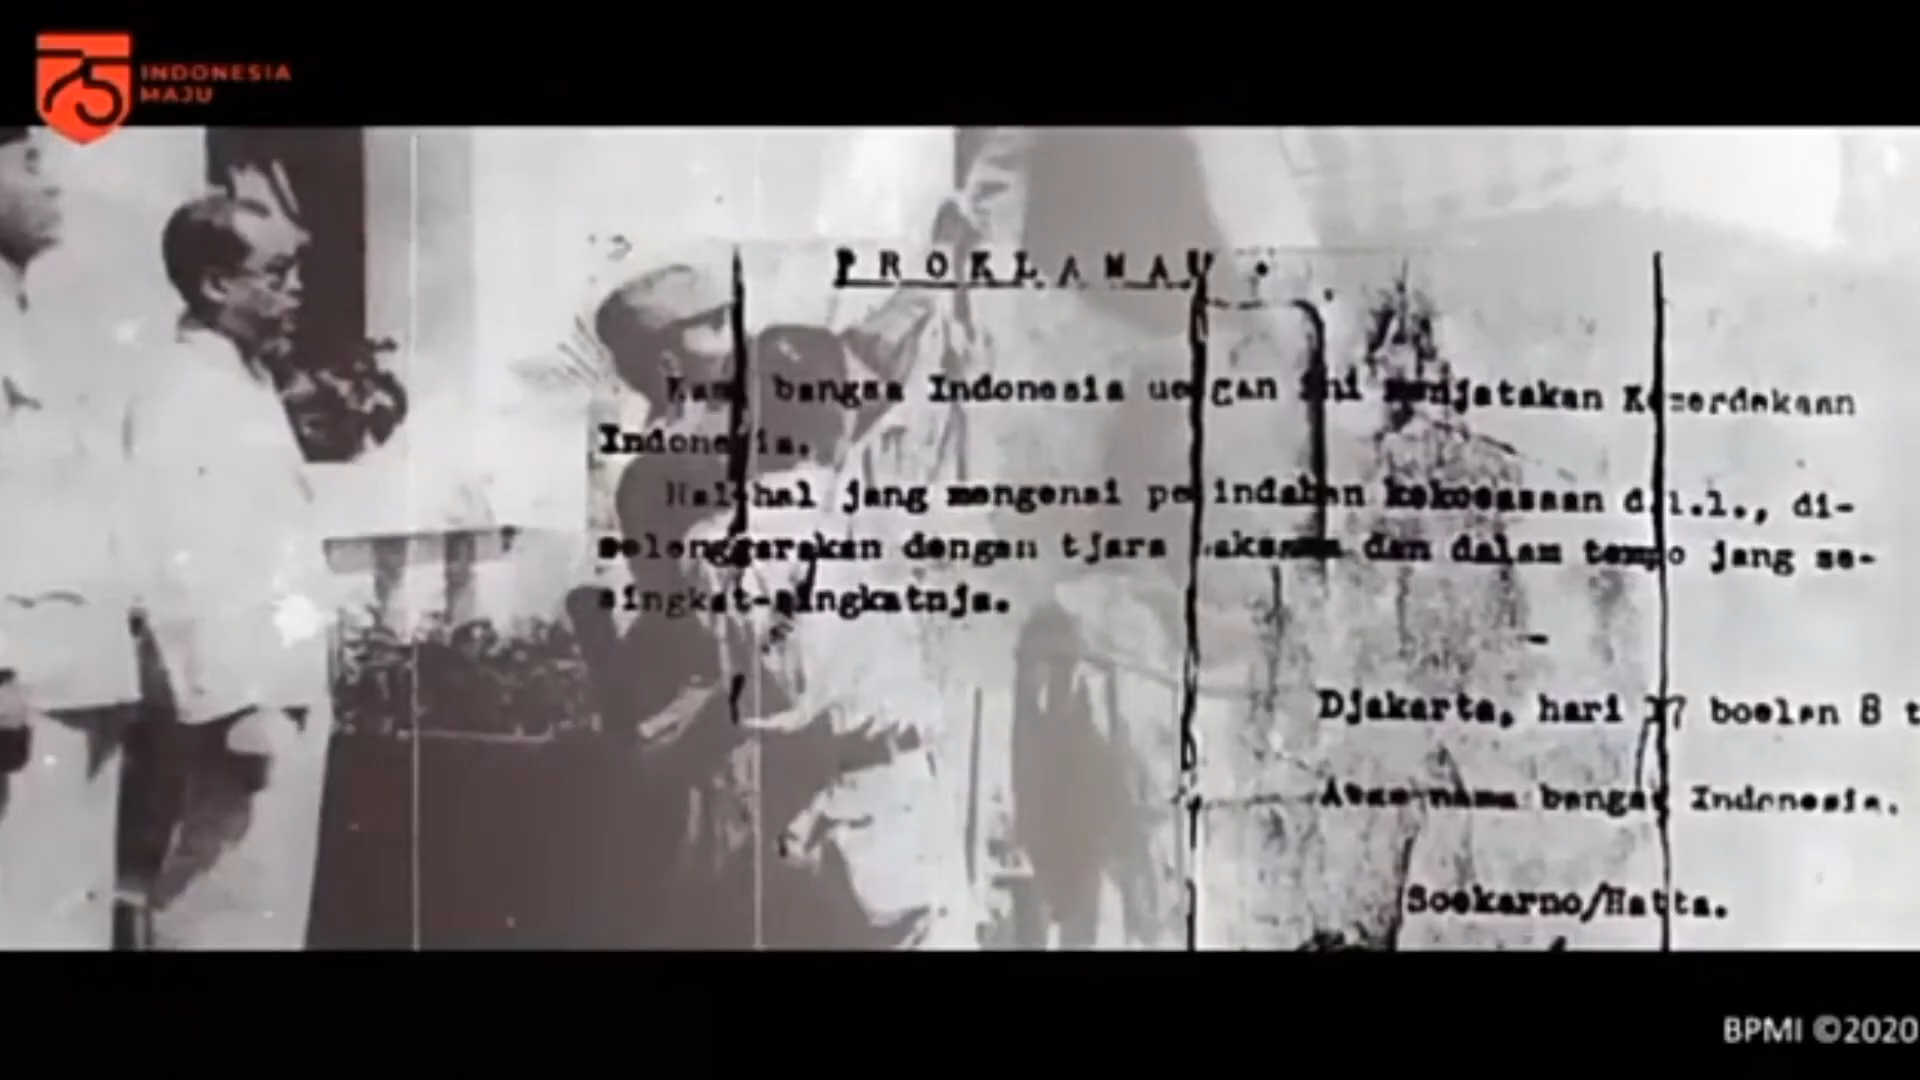 75
INDONESIA
MAJU
P R O K L A M A S I .
Kami bangsa Indonesia dengan ini menjatakan Kemerdekaan
Indonesia.
Hal-hal jang mengenai pemindahan kekoeasaan d.l.l., di-
selenggarakan dengan tjara saksama dan dalam tempo jang se-
singkat-singkatnja.
Djakarta, hari 17 boelan 8 t
Atas nama bangsa Indonesia.
Soekarno/Hatta.
BPMI ©2020